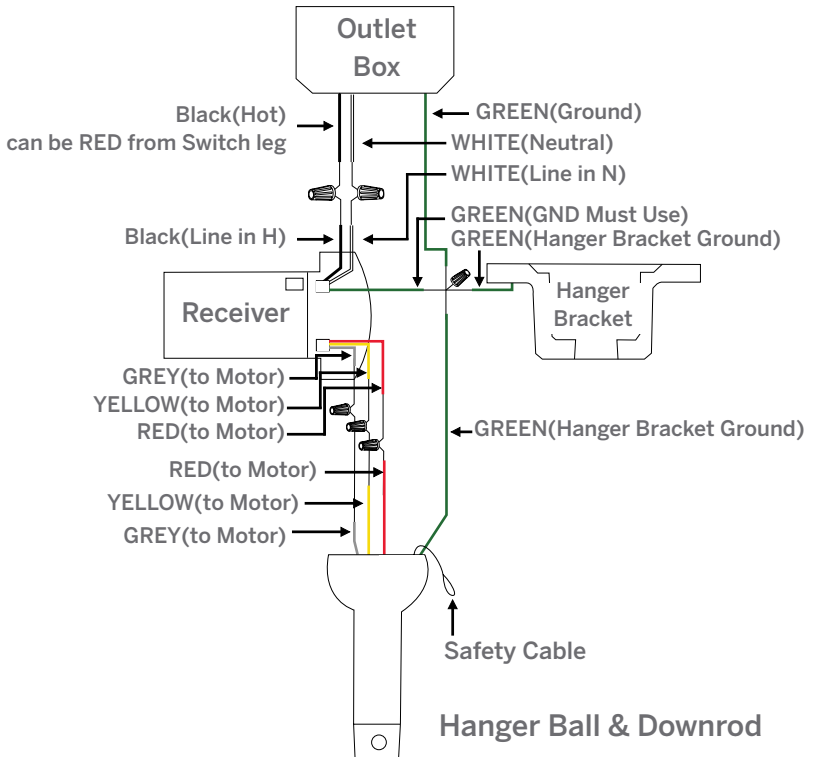 Outlet
Box
Black(Hot)
can be RED from Switch leg
GREEN(Ground)
WHITE(Neutral)
WHITE(Line in N)
GREEN(GND Must Use)
Black(Line in H)
GREEN(Hanger Bracket Ground)
Receiver
Hanger
Bracket
GREY(to Motor)
YELLOW(to Motor)
RED(to Motor)
GREEN(Hanger Bracket Ground)
RED(to Motor)
YELLOW(to Motor)
GREY(to Motor)
Safety Cable
Hanger Ball & Downrod